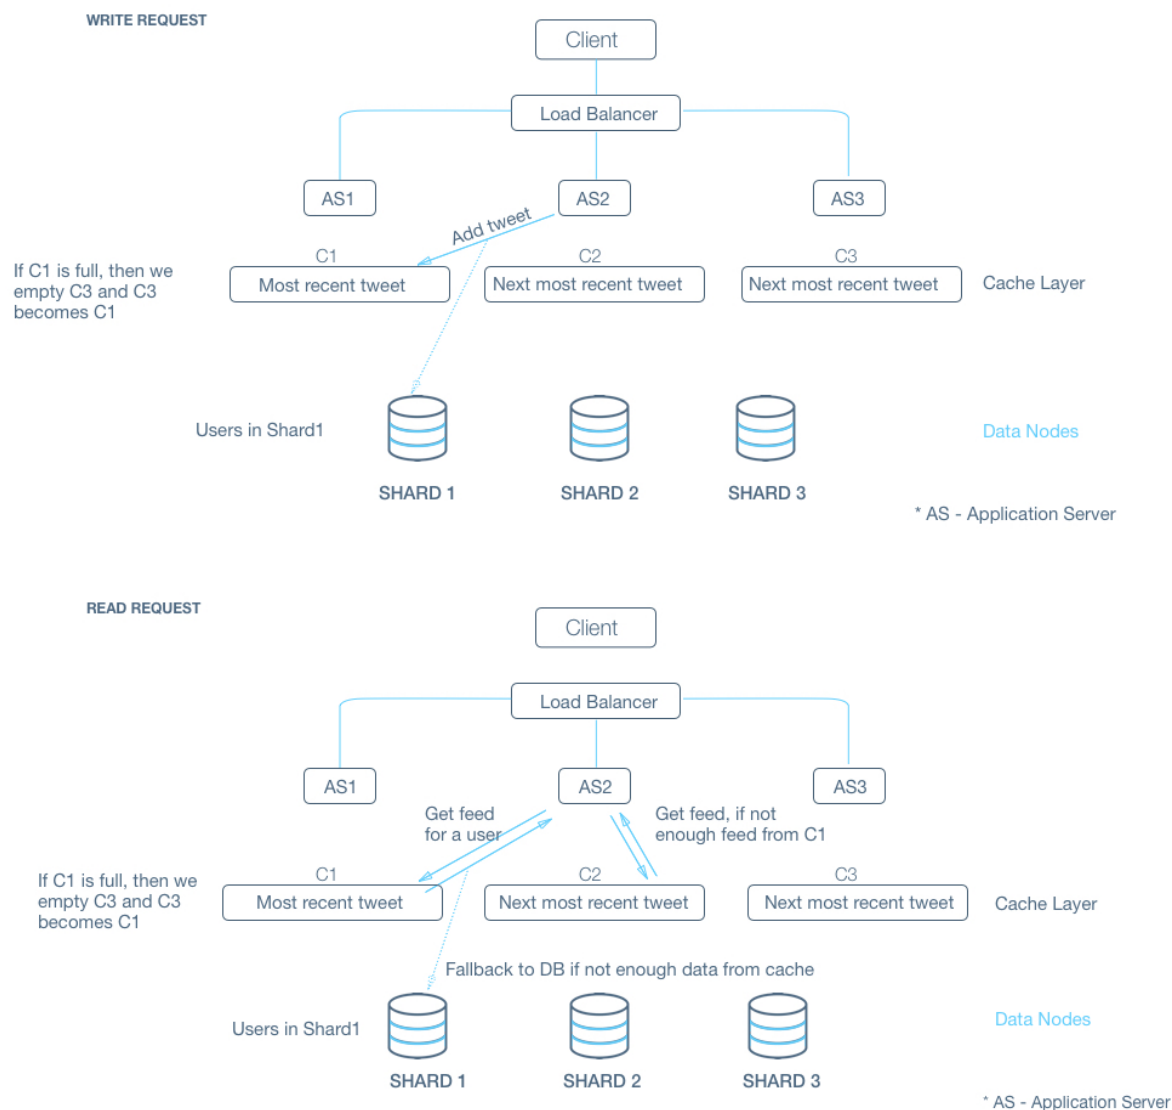 WRITE REQUEST
Client
Load Balancer
AS1
AS2
AS3
Add tweet
If C1 is full, then we
empty C3 and C3
becomes C1
C1
Most recent tweet
C2
Next most recent tweet
C3
Next most recent tweet
Cache Layer
Users in Shard1
Data Nodes
SHARD 1
SHARD 2
SHARD 3
* AS - Application Server
READ REQUEST
Client
Load Balancer
AS1
AS2
AS3
Get feed
for a user
Get feed, if not
enough feed from C1
If C1 is full, then we
empty C3 and C3
becomes C1
C1
Most recent tweet
C2
Next most recent tweet
C3
Next most recent tweet
Cache Layer
Fallback to DB if not enough data from cache
Users in Shard1
Data Nodes
SHARD 1
SHARD 2
SHARD 3
* AS - Application Server